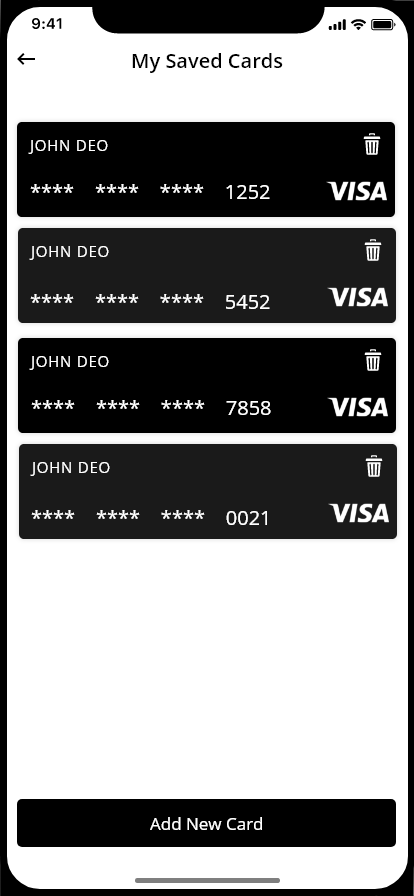 9:41
My Saved Cards
JOHN DEO
**** **** **** 1252 VISA
JOHN DEO
**** **** **** 5452 VISA
JOHN DEO
**** **** **** 7858 VISA
JOHN DEO
**** **** **** 0021 VISA
Add New Card